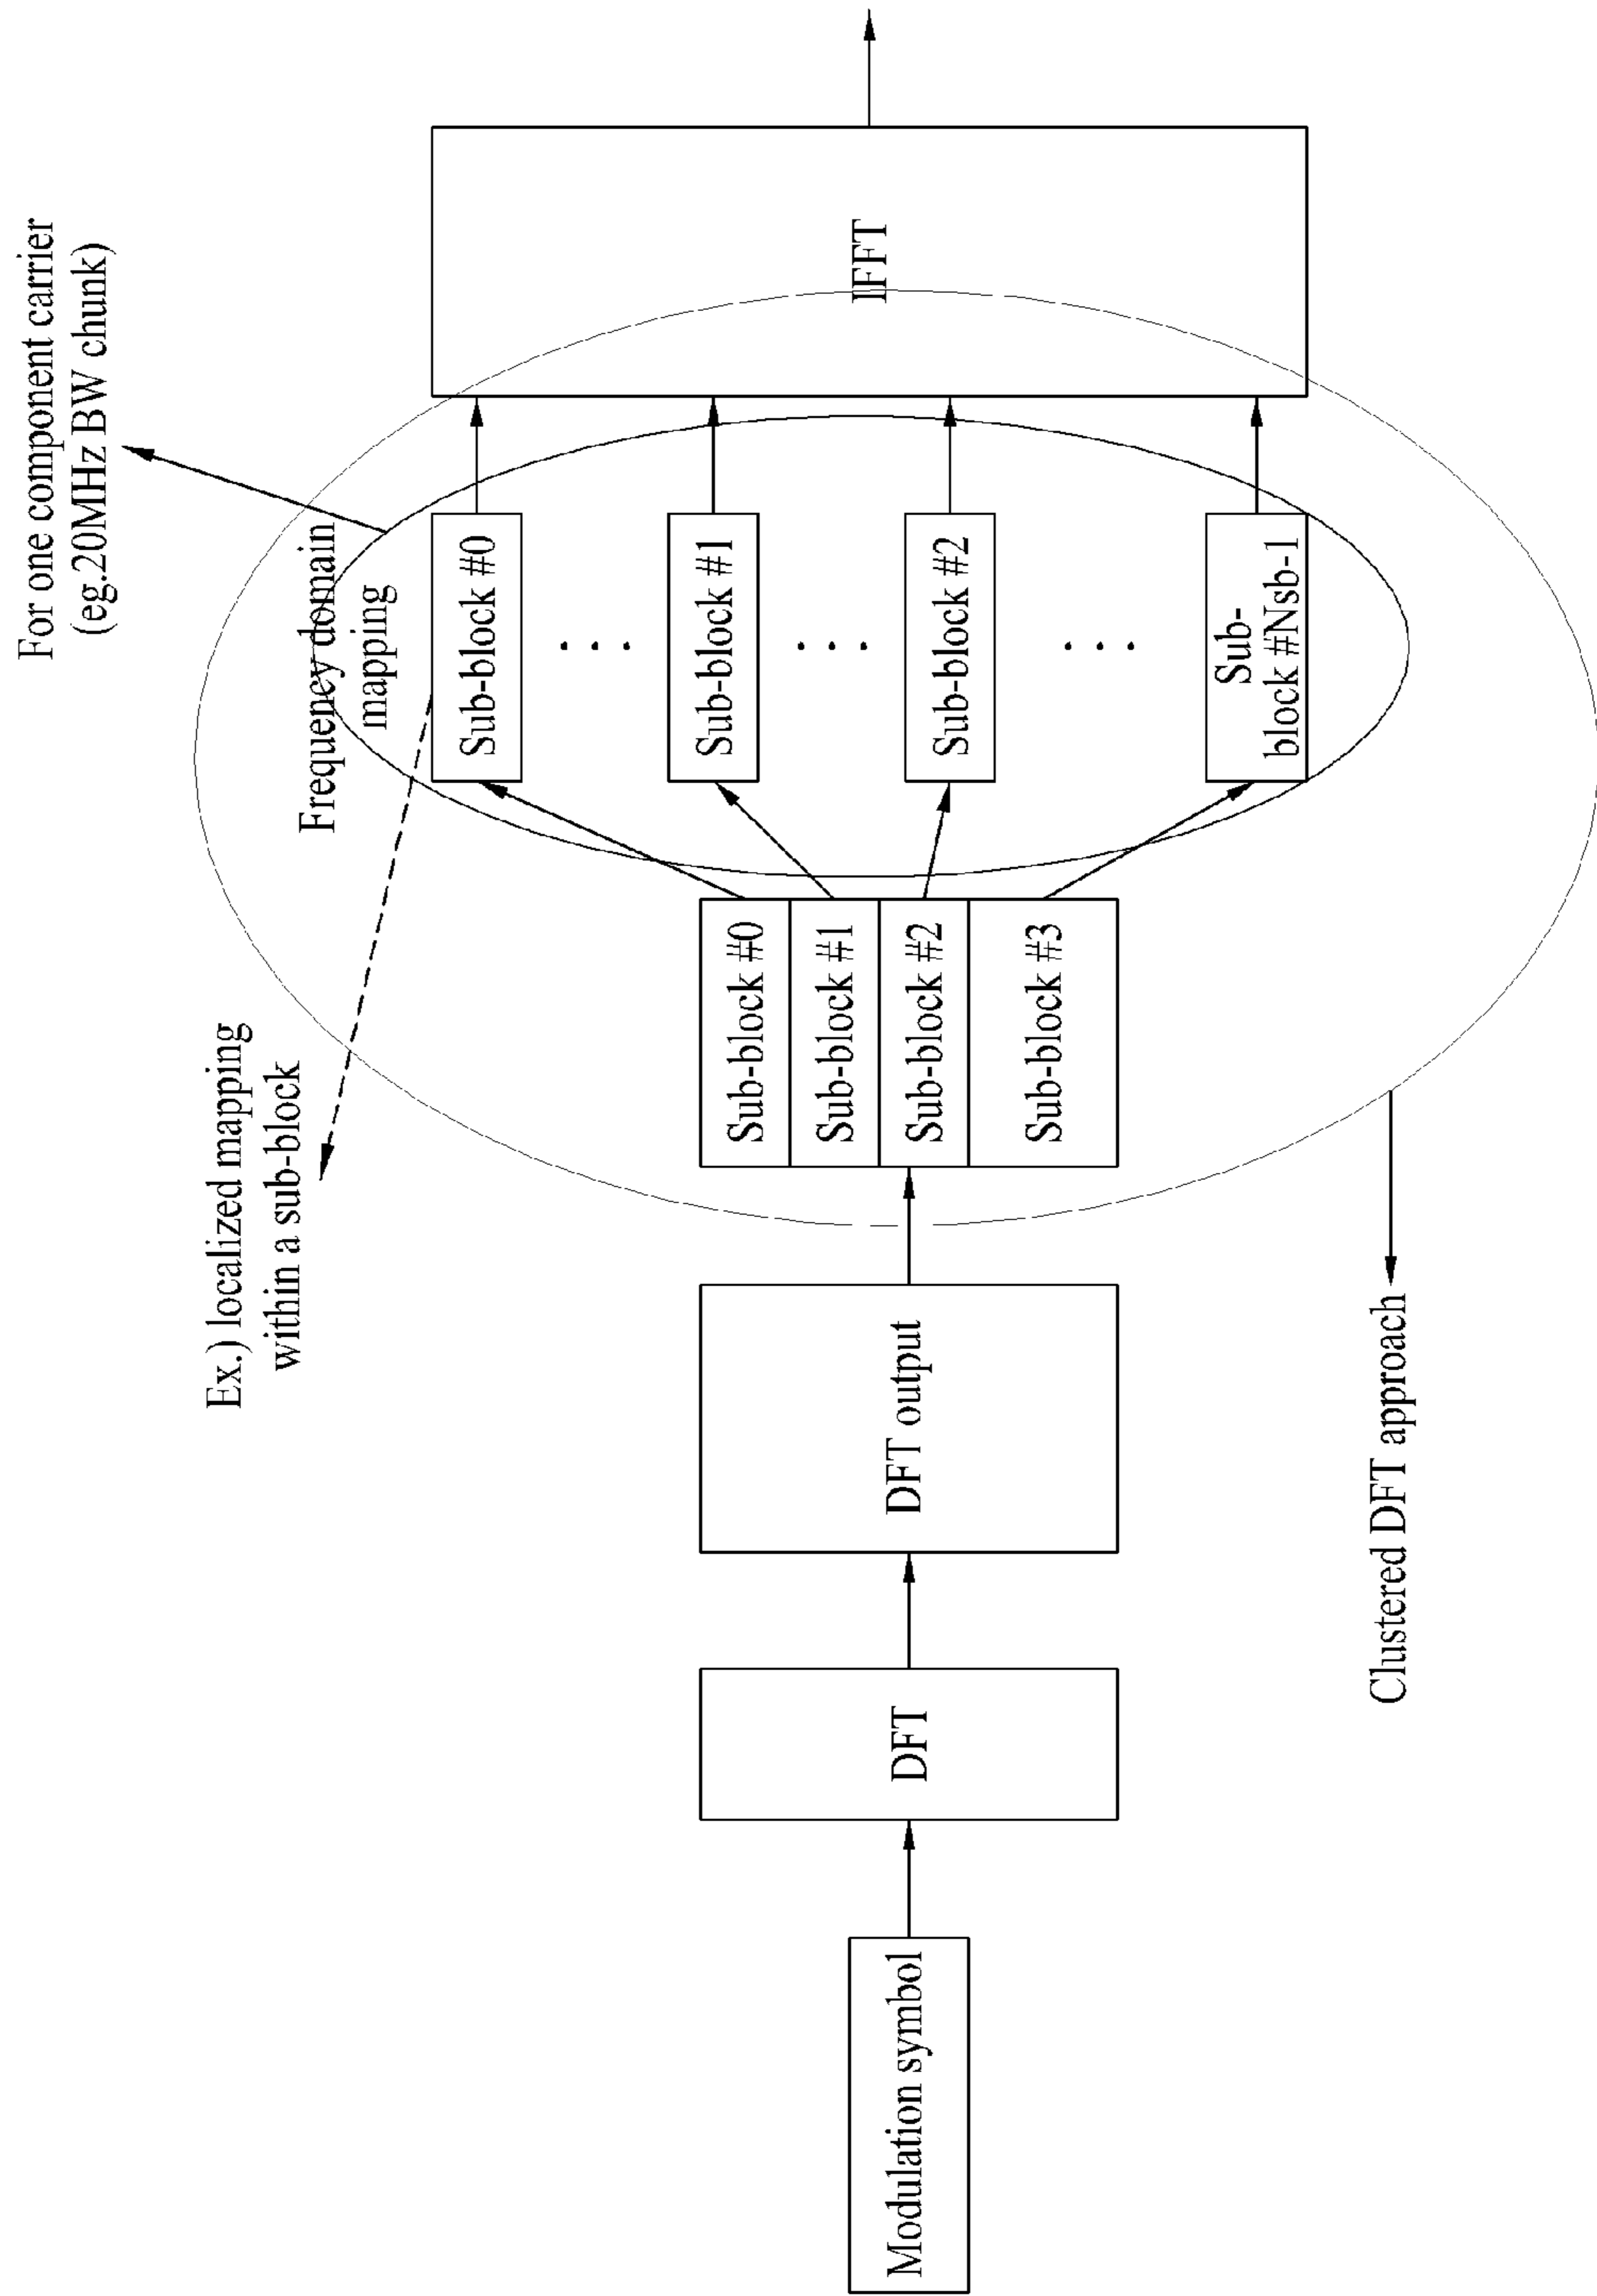 For one component carrier
(eg.20MHz BW chunk)
Ex.) localized mapping
within a sub-block
Frequency domain
mapping
Modulation symbol
DFT
DFT output
Sub-block #0
Sub-block #1
Sub-block #2
Sub-block #3
Sub-block #0
Sub-block #1
Sub-block #2
Sub-
block #Nsb-1
IFFT
Clustered DFT approach